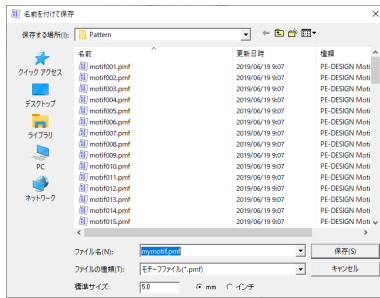 名前を付けて保存
保存する場所(I): Pattern
名前 更新日時 種類
クイック アクセス
デスクトップ
ライブラリ
PC
ネットワーク
motif001.pmf 2019/06/19 9:07 PE-DESIGN Moti
motif002.pmf 2019/06/19 9:07 PE-DESIGN Moti
motif003.pmf 2019/06/19 9:07 PE-DESIGN Moti
motif004.pmf 2019/06/19 9:07 PE-DESIGN Moti
motif005.pmf 2019/06/19 9:07 PE-DESIGN Moti
motif006.pmf 2019/06/19 9:07 PE-DESIGN Moti
motif007.pmf 2019/06/19 9:07 PE-DESIGN Moti
motif008.pmf 2019/06/19 9:07 PE-DESIGN Moti
motif009.pmf 2019/06/19 9:07 PE-DESIGN Moti
motif010.pmf 2019/06/19 9:07 PE-DESIGN Moti
motif011.pmf 2019/06/19 9:07 PE-DESIGN Moti
motif012.pmf 2019/06/19 9:07 PE-DESIGN Moti
motif013.pmf 2019/06/19 9:07 PE-DESIGN Moti
motif014.pmf 2019/06/19 9:07 PE-DESIGN Moti
motif015.pmf 2019/06/19 9:07 PE-DESIGN Moti
ファイル名(N): mymotif.pmf 保存(S)
ファイルの種類(T): モチーフファイル(*.pmf) キャンセル
標準サイズ: 5.0 mm インチ